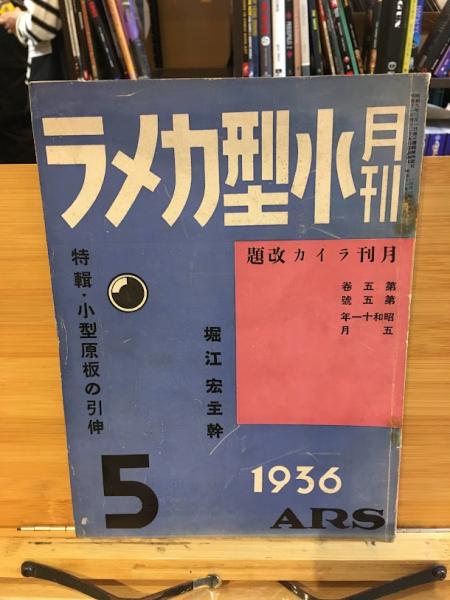 月刊
小型カメラ
月刊ライカ改題
第五卷
第五號
昭和十一年
五月
堀江宏主幹
特輯・小型原板の引伸
5
1936
ARS